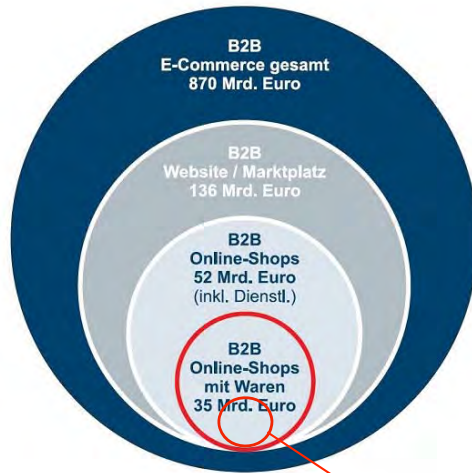 B2B
E-Commerce gesamt
870 Mrd. Euro
B2B
Website / Marktplatz
136 Mrd. Euro
B2B
Online-Shops
52 Mrd. Euro
(inkl. Dienstl.)
B2B
Online-Shops
mit Waren
35 Mrd. Euro